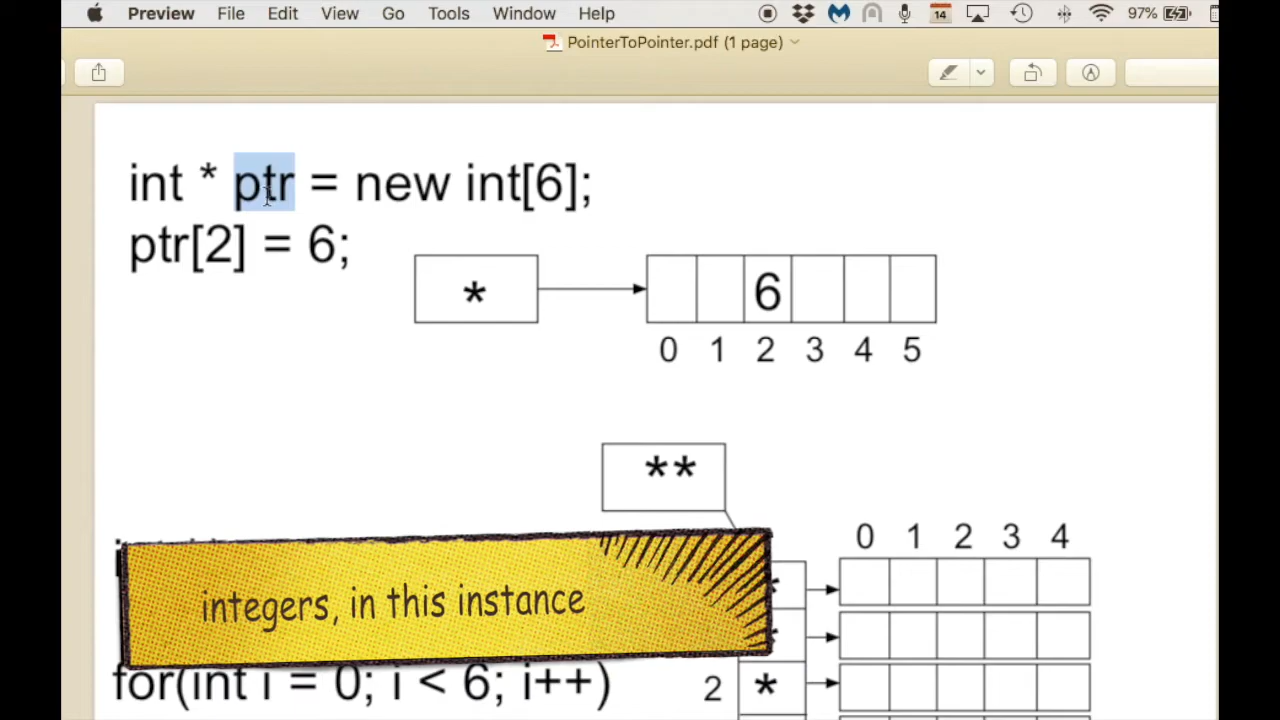 Preview File Edit View Go Tools Window Help 14 97%
PointerToPointer.pdf (1 page)
int * ptr = new int[6];
ptr[2] = 6;
* 6
0 1 2 3 4 5
**
0 1 2 3 4
integers, in this instance
for(int i = 0; i < 6; i++)
2 *